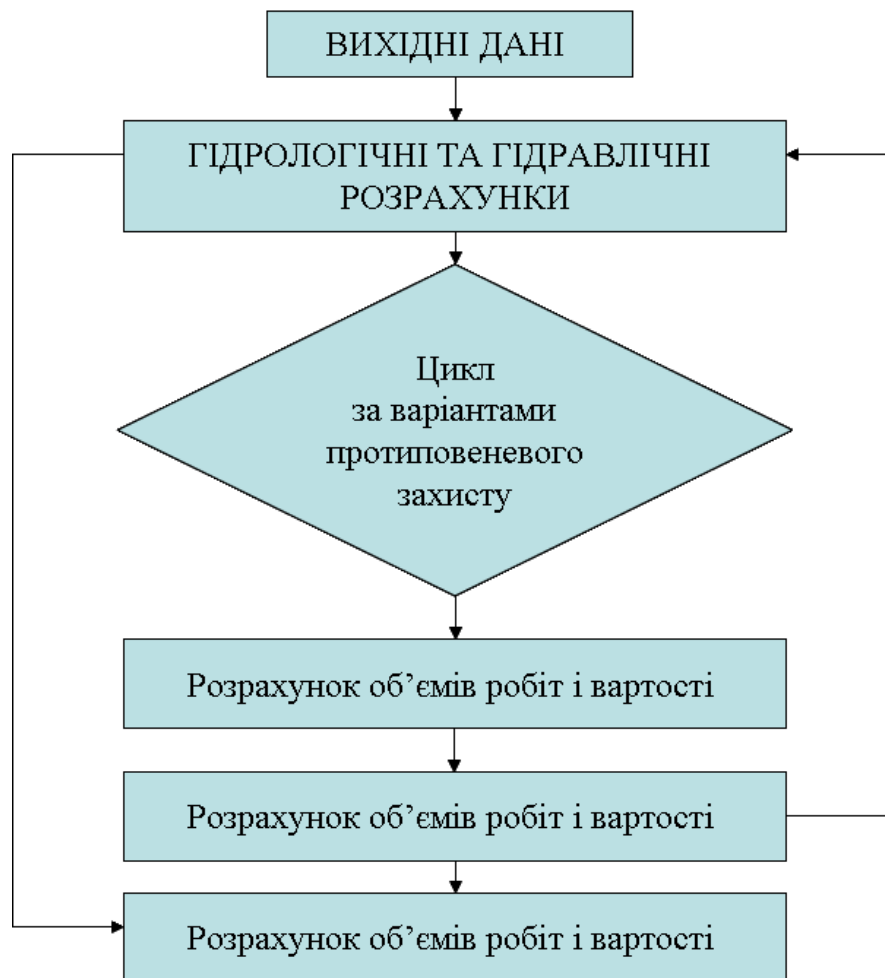 ВИХІДНІ ДАНІ
ГІДРОЛОГІЧНІ ТА ГІДРАВЛІЧНІ
РОЗРАХУНКИ
Цикл
за варіантами
протиповеневого
захисту
Розрахунок об’ємів робіт і вартості
Розрахунок об’ємів робіт і вартості
Розрахунок об’ємів робіт і вартості